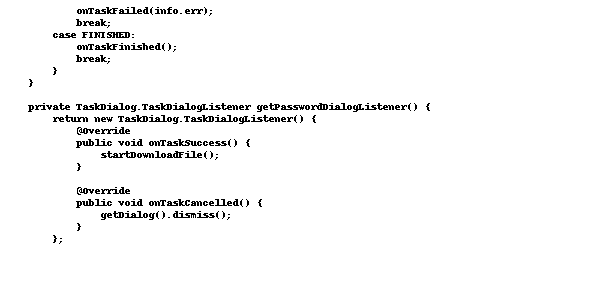 onTaskFailed(info.err);
break;
case FINISHED:
onTaskFinished();
break;
}
}
private TaskDialog.TaskDialogListener getPasswordDialogListener() {
return new TaskDialog.TaskDialogListener() {
@Override
public void onTaskSuccess() {
startDownloadFile();
}
@Override
public void onTaskCancelled() {
getDialog().dismiss();
}
};